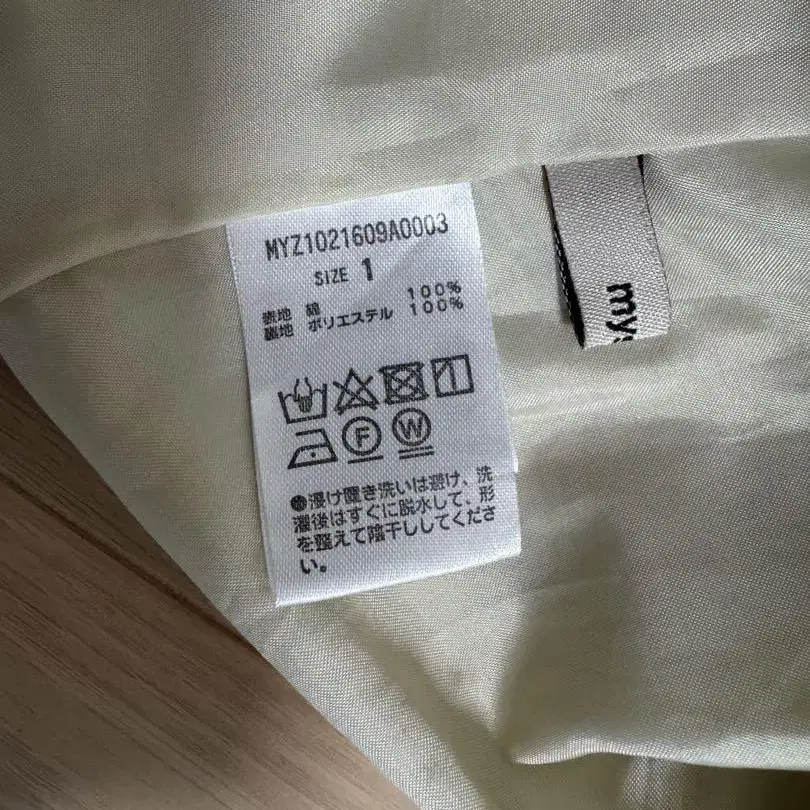 MYZ1021609A0003
SIZE 1
表地 綿 100%
裏地 ポリエステル 100%
F W
●浸け置き洗いは避け、洗
濯後はすぐに脱水して、形
を整えて陰干ししてくださ
い。